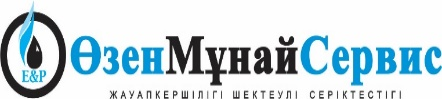 E&P
ӨзенМұнайСервис
ЖАУАПКЕРШІЛІГІ ШЕКТЕУЛІ СЕРІКТЕСТІГІ